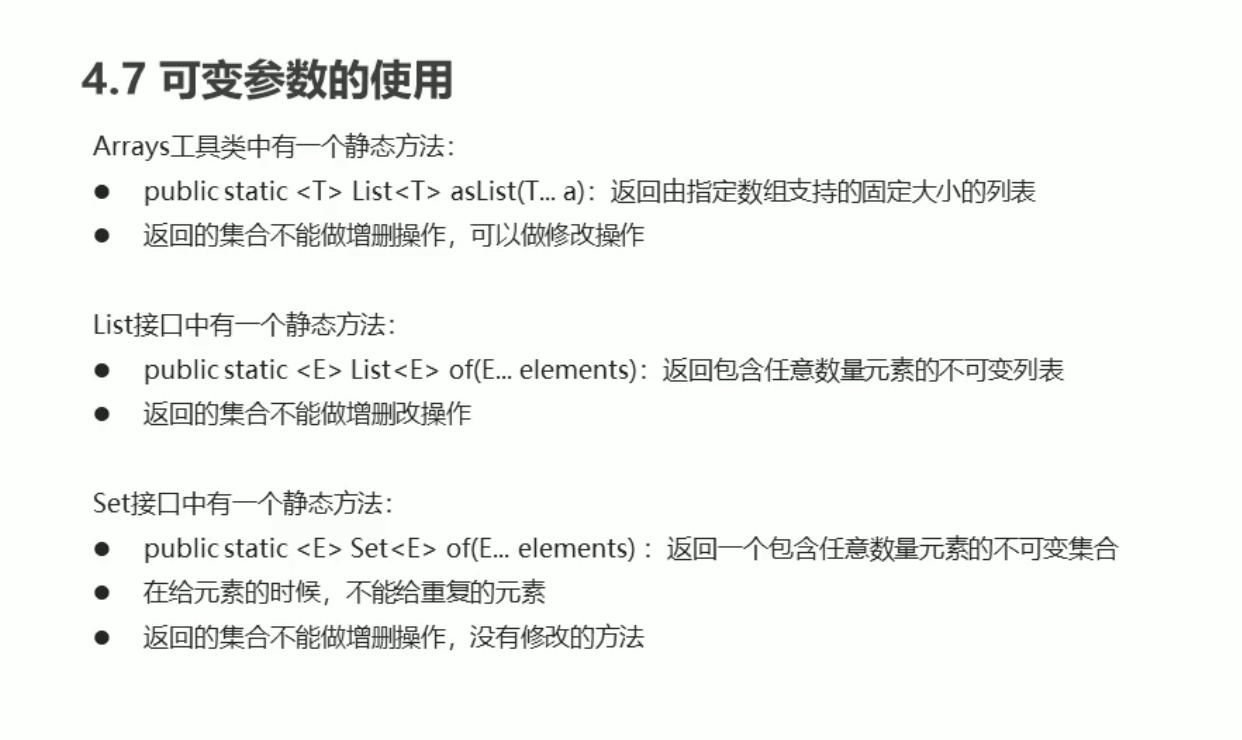 4.7 可变参数的使用
Arrays工具类中有一个静态方法：
● public static <T> List<T> asList(T... a)：返回由指定数组支持的固定大小的列表
● 返回的集合不能做增删操作，可以做修改操作
List接口中有一个静态方法：
● public static <E> List<E> of(E... elements)：返回包含任意数量元素的不可变列表
● 返回的集合不能做增删改操作
Set接口中有一个静态方法：
● public static <E> Set<E> of(E... elements) ：返回一个包含任意数量元素的不可变集合
● 在给元素的时候，不能给重复的元素
● 返回的集合不能做增删操作，没有修改的方法